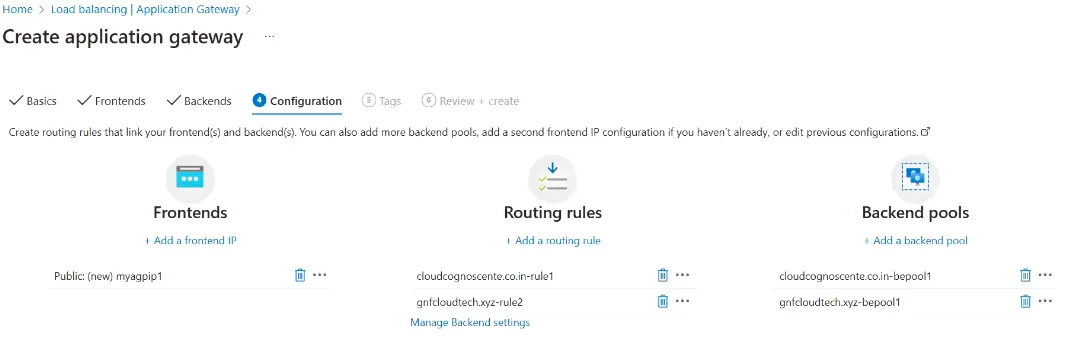 Home > Load balancing | Application Gateway >
Create application gateway ...
Basics Frontends Backends 4 Configuration 5 Tags 6 Review + create
Create routing rules that link your frontend(s) and backend(s). You can also add more backend pools, add a second frontend IP configuration if you haven't already, or edit previous configurations.
Frontends Routing rules Backend pools
+ Add a frontend IP + Add a routing rule + Add a backend pool
Public: (new) myagpip1 ... cloudcognoscente.co.in-rule1 ... cloudcognoscente.co.in-bepool1 ...
gnfcloudtech.xyz-rule2 ... gnfcloudtech.xyz-bepool1 ...
Manage Backend settings